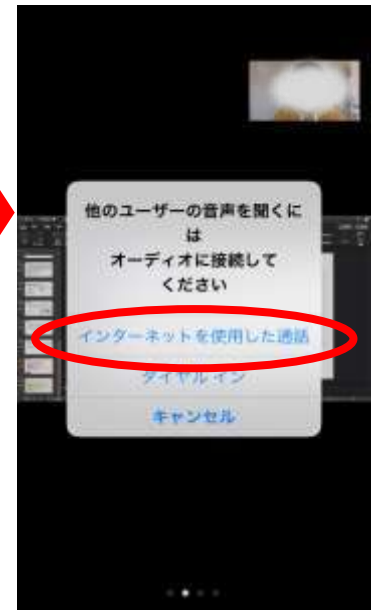 他のユーザーの音声を聞くに
は
オーディオに接続して
ください
インターネットを使用した通話
ダイヤルイン
キャンセル